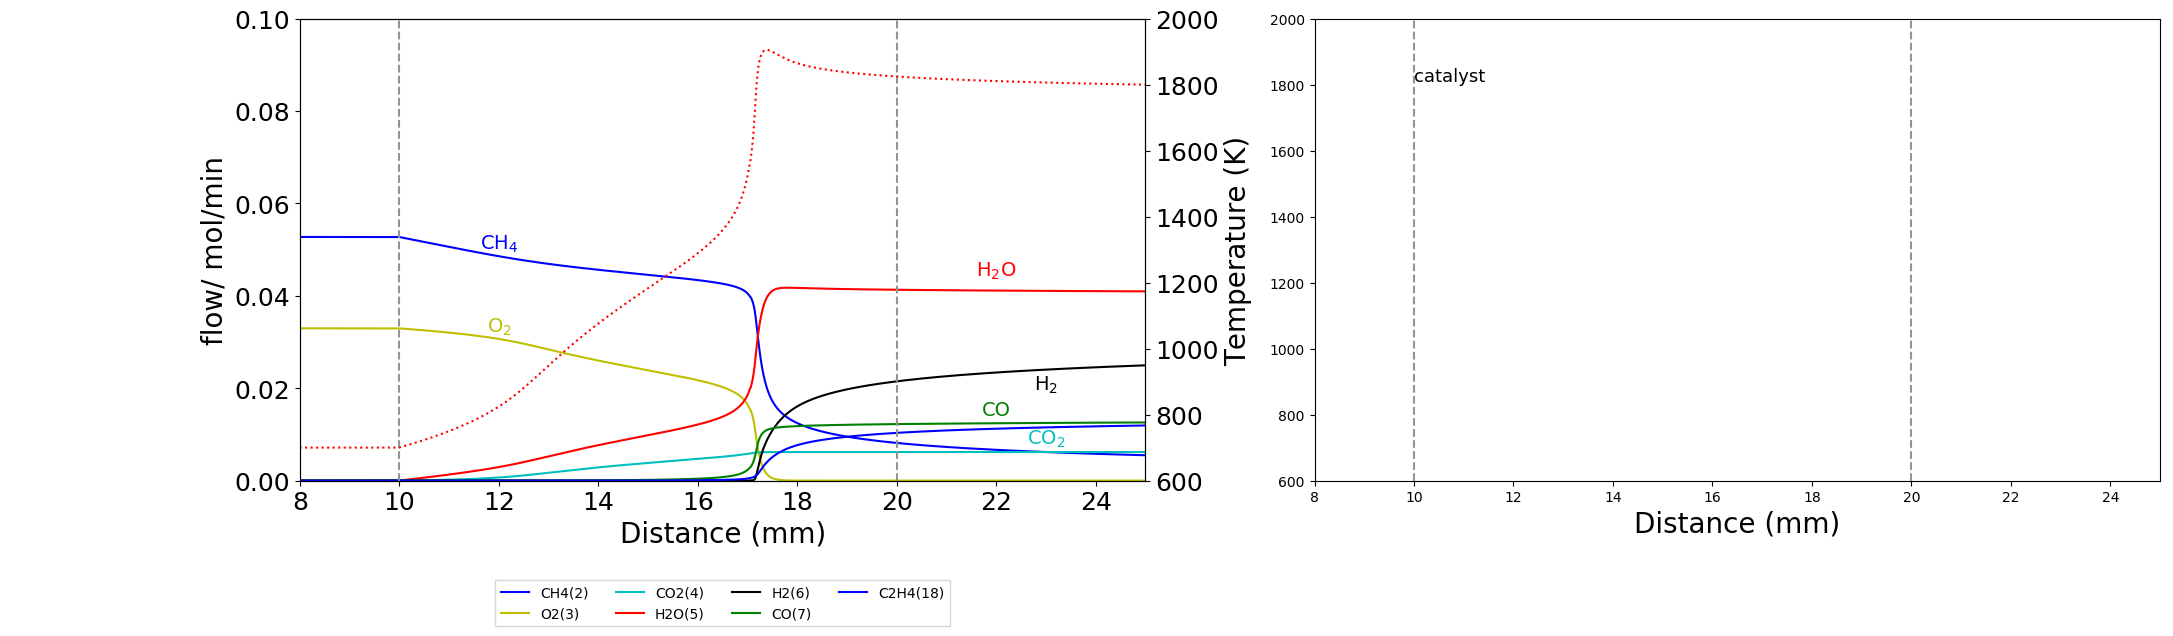 0.10
0.08
0.06
0.04
0.02
0.00
flow/ mol/min
CH4
O2
H2O
H2
CO
CO2
8 10 12 14 16 18 20 22 24
Distance (mm)
2000
1800
1600
1400
1200
1000
800
600
Temperature (K)
CH4(2) CO2(4) H2(6) C2H4(18)
O2(3) H2O(5) CO(7)
2000
1800
1600
1400
1200
1000
800
600
catalyst
8 10 12 14 16 18 20 22 24
Distance (mm)